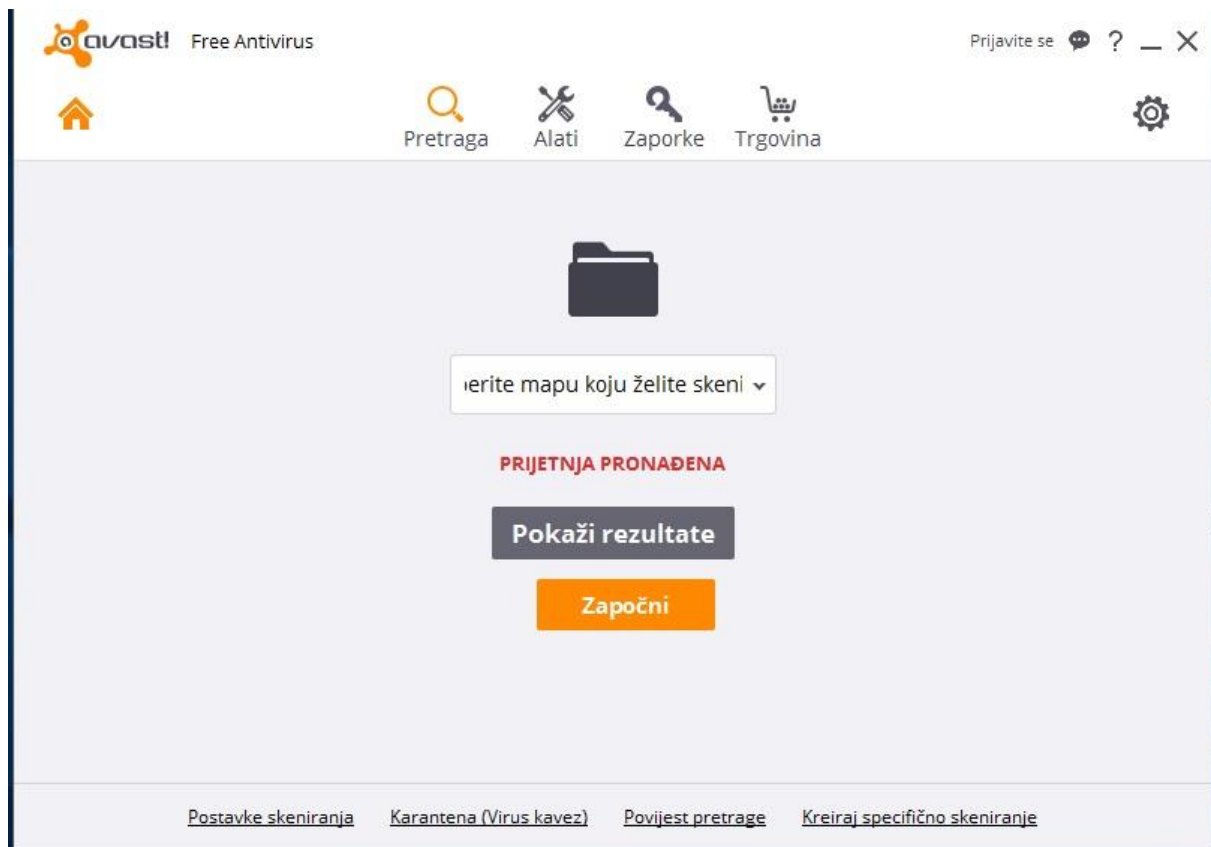 avast! Free Antivirus
Prijavite se ?
Pretraga Alati Zaporke Trgovina
erite mapu koju želite skeni
PRIJETNJA PRONAĐENA
Pokaži rezultate
Započni
Postavke skeniranja Karantena (Virus kavez) Povijest pretrage Kreiraj specifično skeniranje